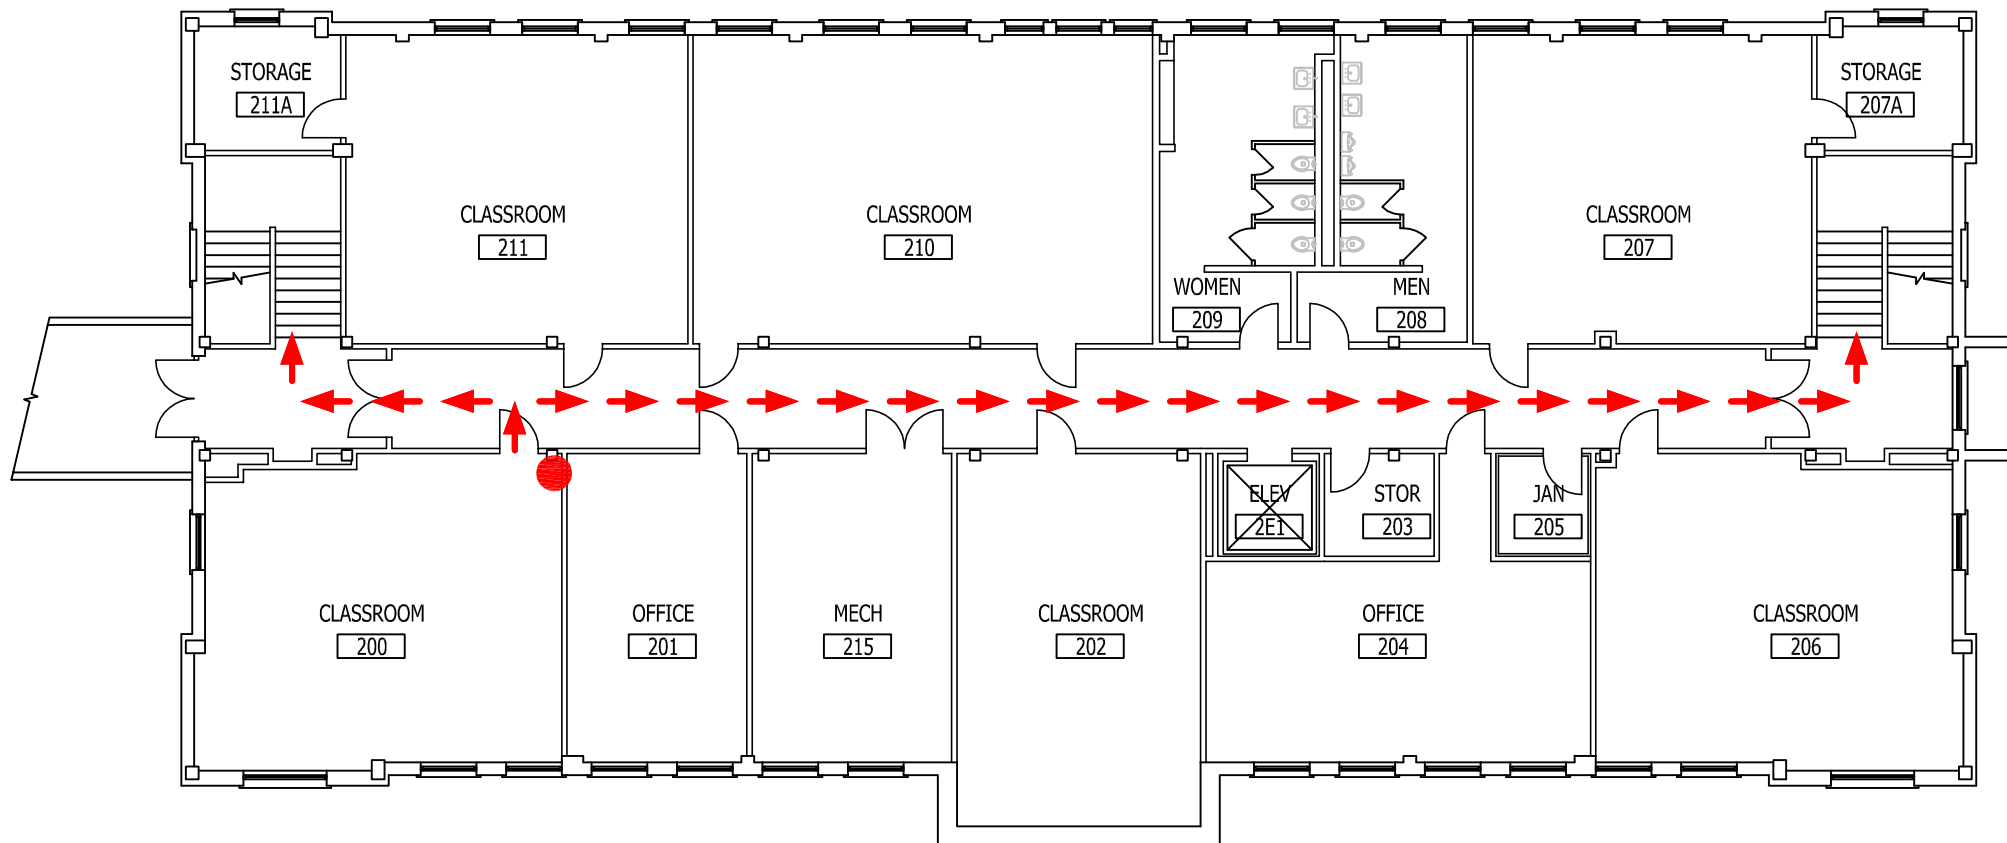 STORAGE
211A
STORAGE
207A
CLASSROOM
211
CLASSROOM
210
CLASSROOM
207
WOMEN
209
MEN
208
ELEV
2E1
STOR
203
JAN
205
CLASSROOM
200
OFFICE
201
MECH
215
CLASSROOM
202
OFFICE
204
CLASSROOM
206